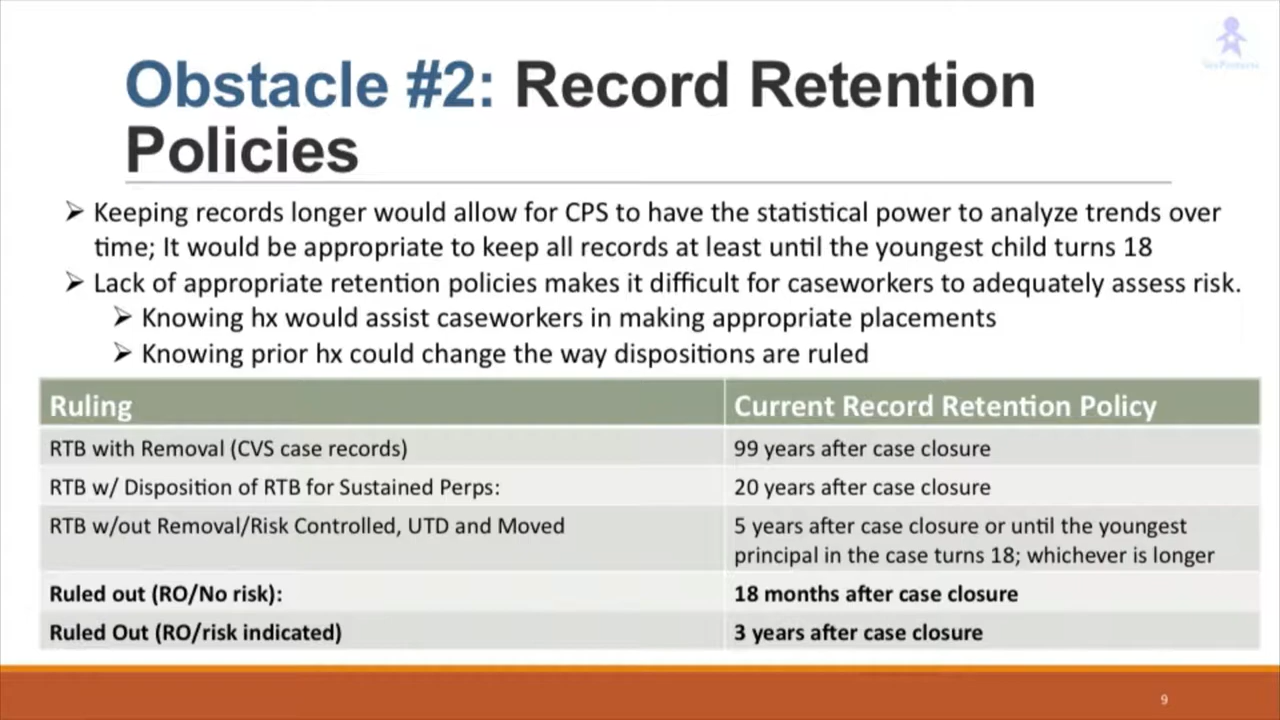 Obstacle #2: Record Retention
Policies
➢ Keeping records longer would allow for CPS to have the statistical power to analyze trends over
time; It would be appropriate to keep all records at least until the youngest child turns 18
➢ Lack of appropriate retention policies makes it difficult for caseworkers to adequately assess risk.
➢ Knowing hx would assist caseworkers in making appropriate placements
➢ Knowing prior hx could change the way dispositions are ruled
Ruling
Current Record Retention Policy
RTB with Removal (CVS case records)
99 years after case closure
RTB w/ Disposition of RTB for Sustained Perps:
20 years after case closure
RTB w/out Removal/Risk Controlled, UTD and Moved
5 years after case closure or until the youngest
principal in the case turns 18; whichever is longer
Ruled out (RO/No risk):
18 months after case closure
Ruled Out (RO/risk indicated)
3 years after case closure
9